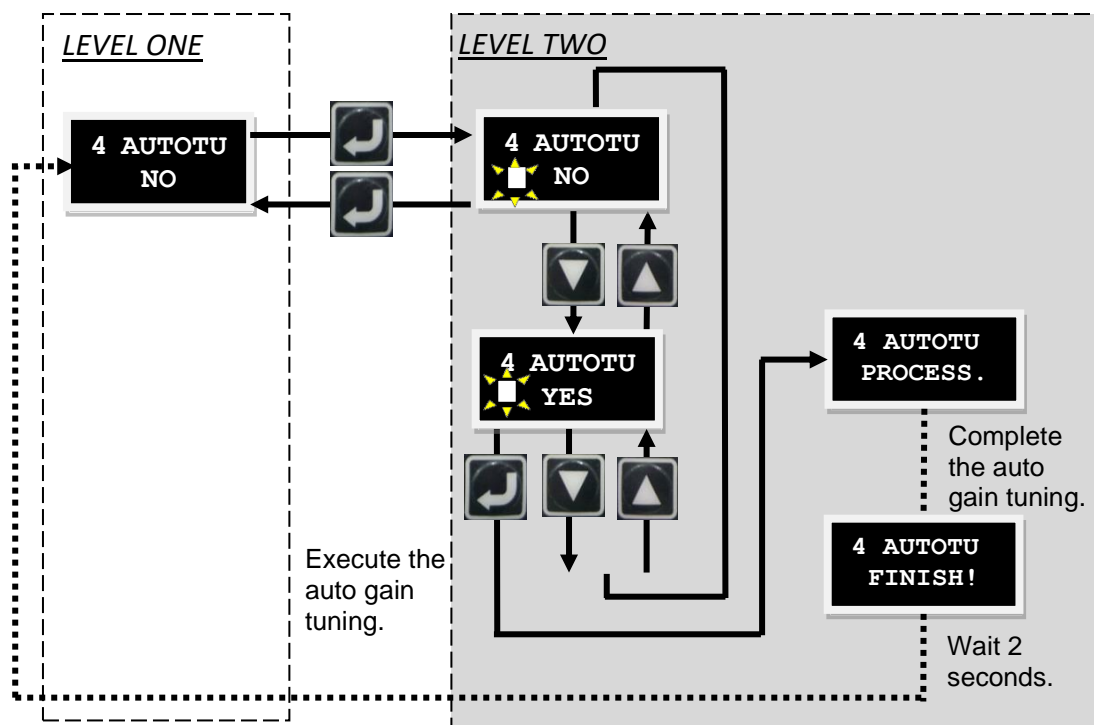 LEVEL ONE
LEVEL TWO
4 AUTOTU
NO
4 AUTOTU
NO
4 AUTOTU
YES
4 AUTOTU
PROCESS.
Complete
the auto
gain tuning.
4 AUTOTU
FINISH!
Execute the
auto gain
tuning.
Wait 2
seconds.